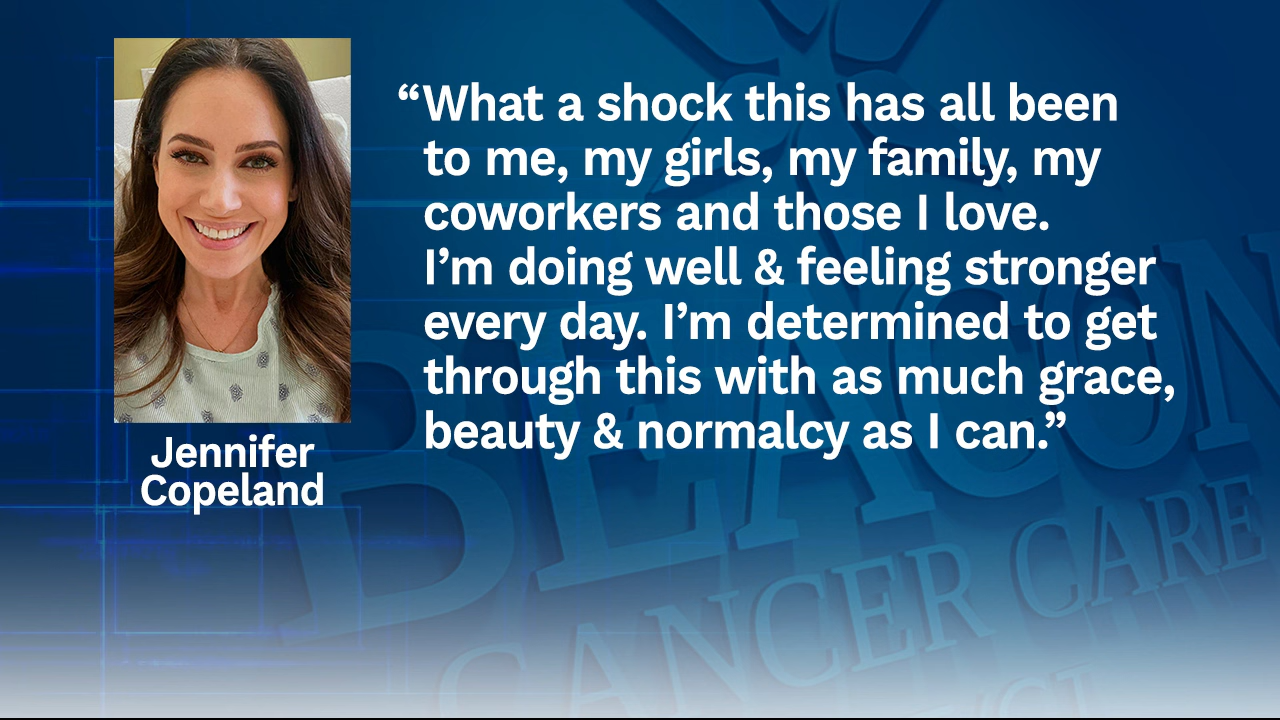 “What a shock this has all been
to me, my girls, my family, my
coworkers and those I love.
I’m doing well & feeling stronger
every day. I’m determined to get
through this with as much grace,
beauty & normalcy as I can.”
Jennifer
Copeland
BEACON
CANCER CARE